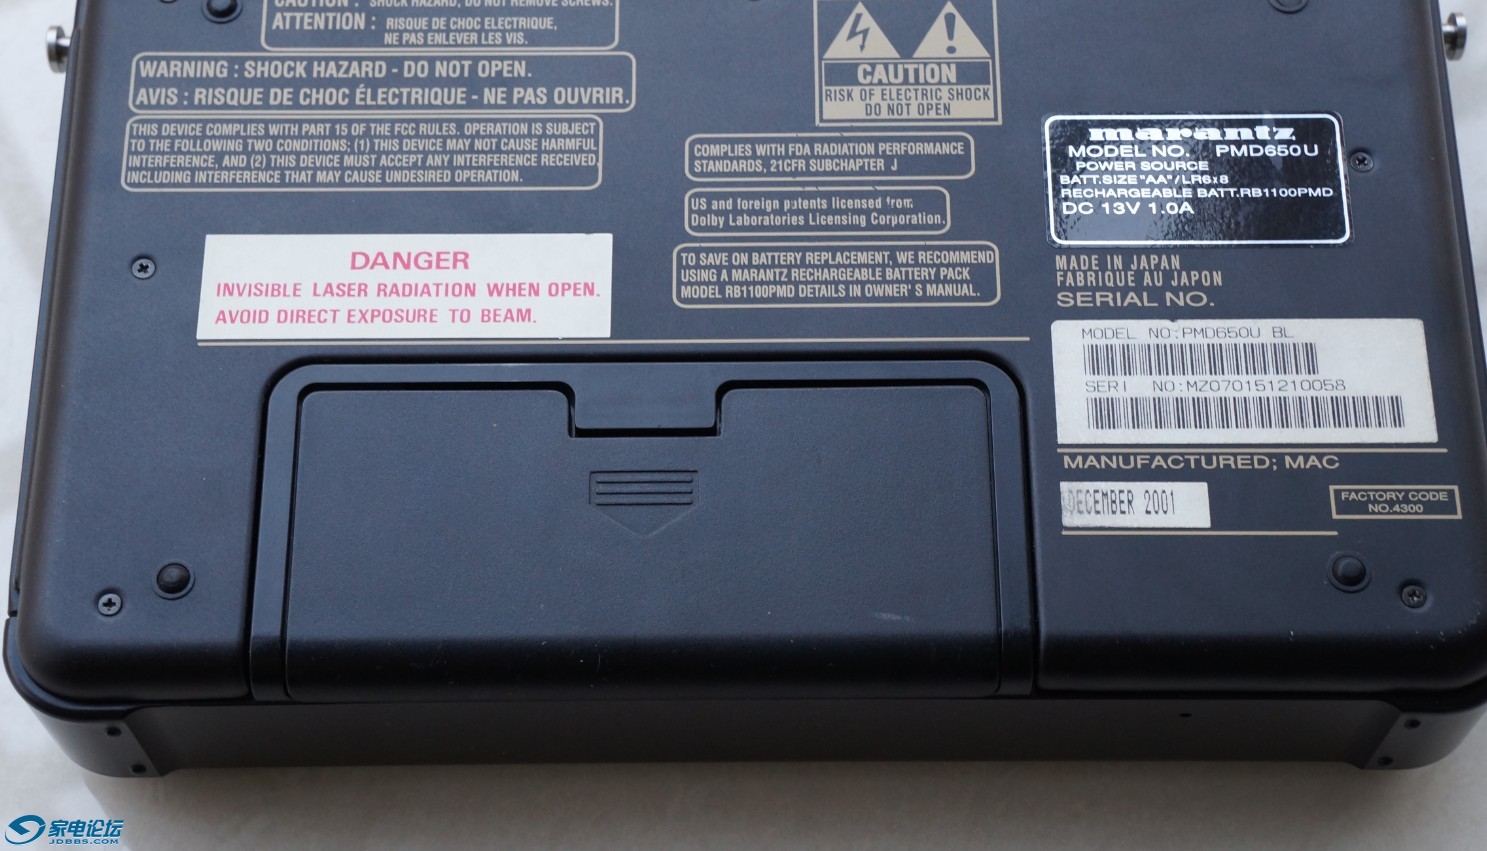 CAUTION : SHOCK HAZARD, DO NOT REMOVE SCREWS.
ATTENTION : RISQUE DE CHOC ELECTRIQUE,
NE PAS ENLEVER LES VIS.
WARNING : SHOCK HAZARD - DO NOT OPEN.
AVIS : RISQUE DE CHOC ÉLECTRIQUE - NE PAS OUVRIR.
THIS DEVICE COMPLIES WITH PART 15 OF THE FCC RULES. OPERATION IS SUBJECT
TO THE FOLLOWING TWO CONDITIONS; (1) THIS DEVICE MAY NOT CAUSE HARMFUL
INTERFERENCE, AND (2) THIS DEVICE MUST ACCEPT ANY INTERFERENCE RECEIVED,
INCLUDING INTERFERENCE THAT MAY CAUSE UNDESIRED OPERATION.
CAUTION
RISK OF ELECTRIC SHOCK
DO NOT OPEN
COMPLIES WITH FDA RADIATION PERFORMANCE
STANDARDS, 21CFR SUBCHAPTER J
US and foreign patents licensed from
Dolby Laboratories Licensing Corporation.
TO SAVE ON BATTERY REPLACEMENT, WE RECOMMEND
USING A MARANTZ RECHARGEABLE BATTERY PACK
MODEL RB1100PMD DETAILS IN OWNER'S MANUAL.
DANGER
INVISIBLE LASER RADIATION WHEN OPEN.
AVOID DIRECT EXPOSURE TO BEAM.
marantz
MODEL NO. PMD650U
POWER SOURCE
BATT.SIZE "AA"/LR6x8
RECHARGEABLE BATT.RB1100PMD
DC 13V 1.0A
MADE IN JAPAN
FABRIQUE AU JAPON
SERIAL NO.
MODEL NO:PMD650U BL
SERI NO:MZ070151210058
MANUFACTURED; MAC
DECEMBER 2001
FACTORY CODE
NO.4300
家电论坛
JDBBS.COM